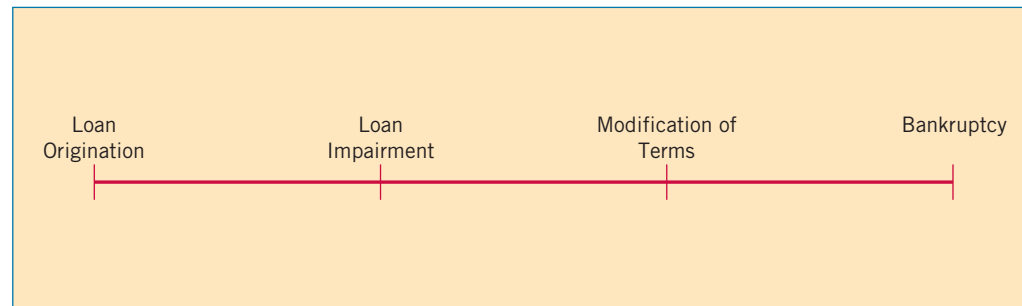 Loan
Origination
Loan
Impairment
Modification of
Terms
Bankruptcy